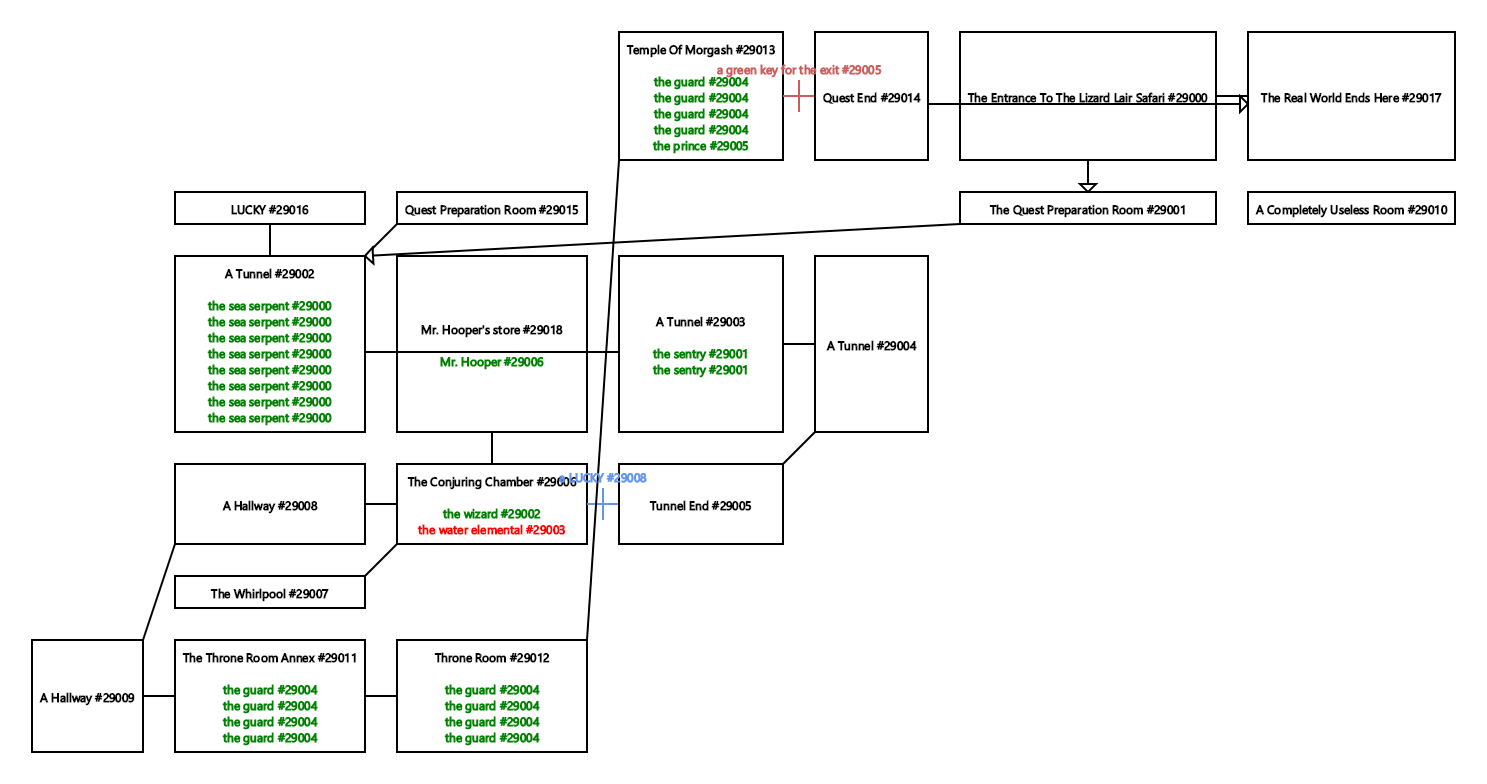 Temple Of Morgash #29013
a green key for the exit #29005
the guard #29004
the guard #29004
the guard #29004
the guard #29004
the prince #29005
Quest End #29014
The Entrance To The Lizard Lair Safari #29000
The Real World Ends Here #29017
LUCKY #29016
Quest Preparation Room #29015
The Quest Preparation Room #29001
A Completely Useless Room #29010
A Tunnel #29002
the sea serpent #29000
the sea serpent #29000
the sea serpent #29000
the sea serpent #29000
the sea serpent #29000
the sea serpent #29000
the sea serpent #29000
the sea serpent #29000
Mr. Hooper's store #29018
Mr. Hooper #29006
A Tunnel #29003
the sentry #29001
the sentry #29001
A Tunnel #29004
A Hallway #29008
The Conjuring Chamber #29006
a LUCKY #29008
the wizard #29002
the water elemental #29003
Tunnel End #29005
The Whirlpool #29007
A Hallway #29009
The Throne Room Annex #29011
the guard #29004
the guard #29004
the guard #29004
the guard #29004
Throne Room #29012
the guard #29004
the guard #29004
the guard #29004
the guard #29004